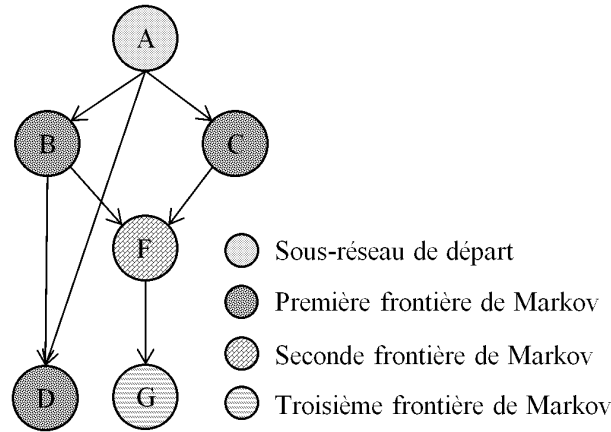 A
B
C
F
D
G
Sous-réseau de départ
Première frontière de Markov
Seconde frontière de Markov
Troisième frontière de Markov